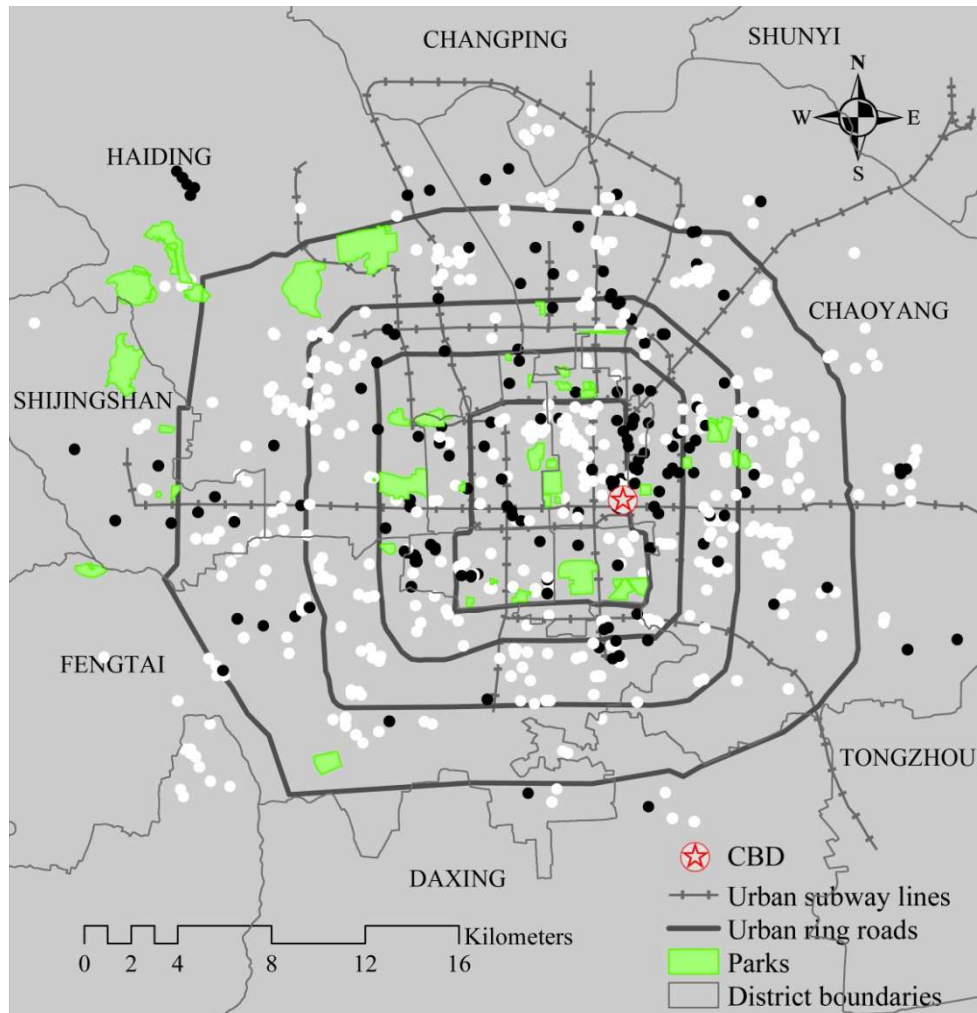 CHANGPING
SHUNYI
N
W E
S
HAIDING
CHAOYANG
SHIJINGSHAN
FENGTAI
TONGZHOU
DAXING
CBD
Urban subway lines
Urban ring roads
Parks
District boundaries
Kilometers
0 2 4 8 12 16